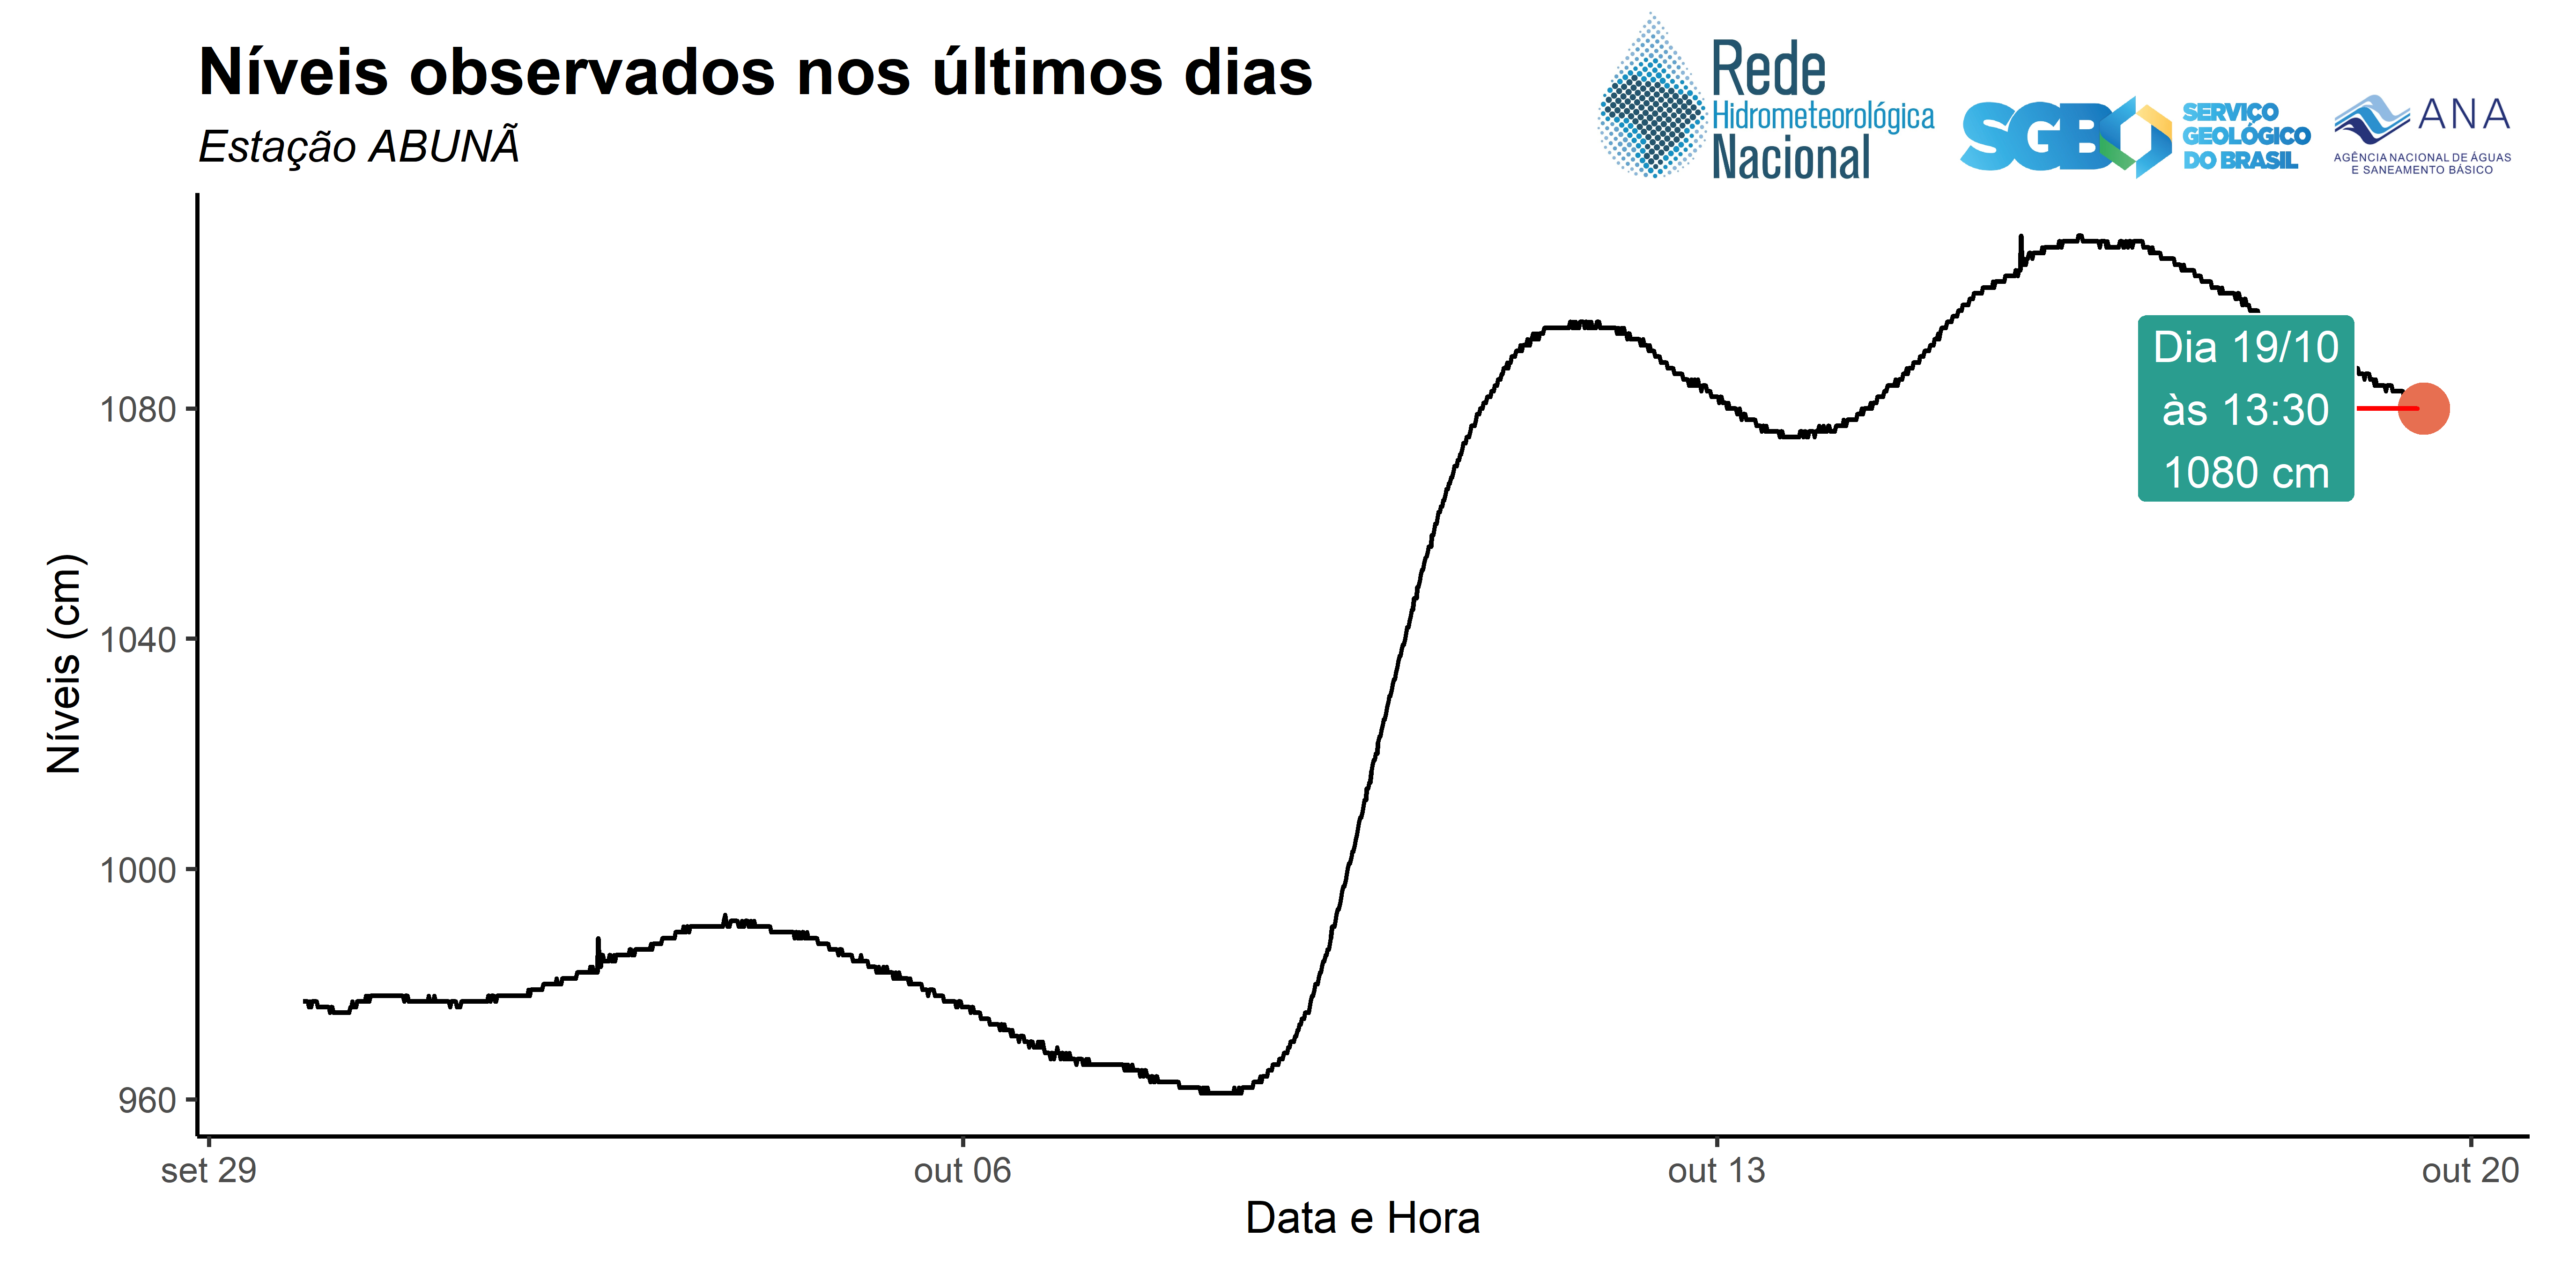 Níveis observados nos últimos dias
Estação ABUNÃ
Rede
Hidrometeorológica
Nacional
SGB
SERVIÇO
GEOLÓGICO
DO BRASIL
ANA
AGÊNCIA NACIONAL DE ÁGUAS
E SANEAMENTO BÁSICO
Níveis (cm)
1080
1040
1000
960
Dia 19/10
às 13:30
1080 cm
set 29
out 06
out 13
out 20
Data e Hora